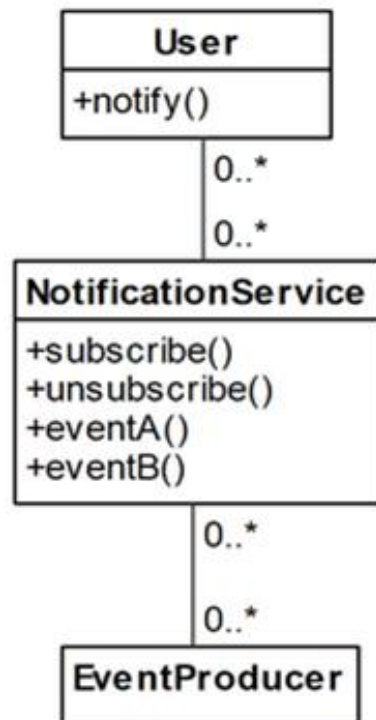 User
+notify()
0..*
0..*
NotificationService
+subscribe()
+unsubscribe()
+eventA()
+eventB()
0..*
0..*
EventProducer